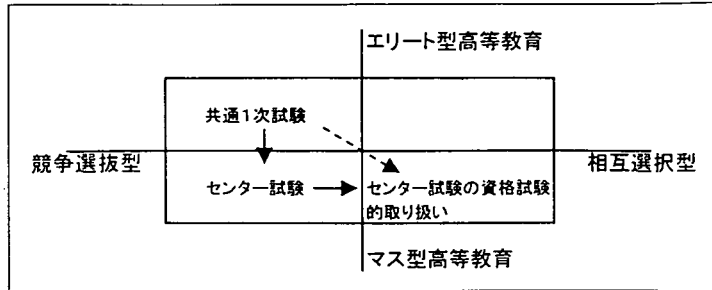 エリート型高等教育
共通1次試験
競争選抜型
相互選択型
センター試験
センター試験の資格試験
的取り扱い
マス型高等教育